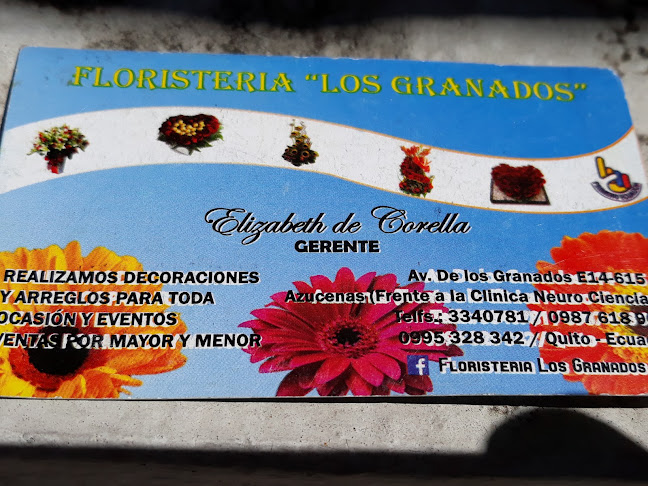 FLORISTERIA "LOS GRANADOS"
Elizabeth de Corella
GERENTE
REALIZAMOS DECORACIONES
Y ARREGLOS PARA TODA
OCASIÓN Y EVENTOS
VENTAS POR MAYOR Y MENOR
Av. De los Granados E14-615
Azucenas (Frente a la Clinica Neuro Ciencia
Telfs.: 3340781 / 0987 618 9
0995 328 342 / Quito - Ecua
FLORISTERIA LOS GRANADOS